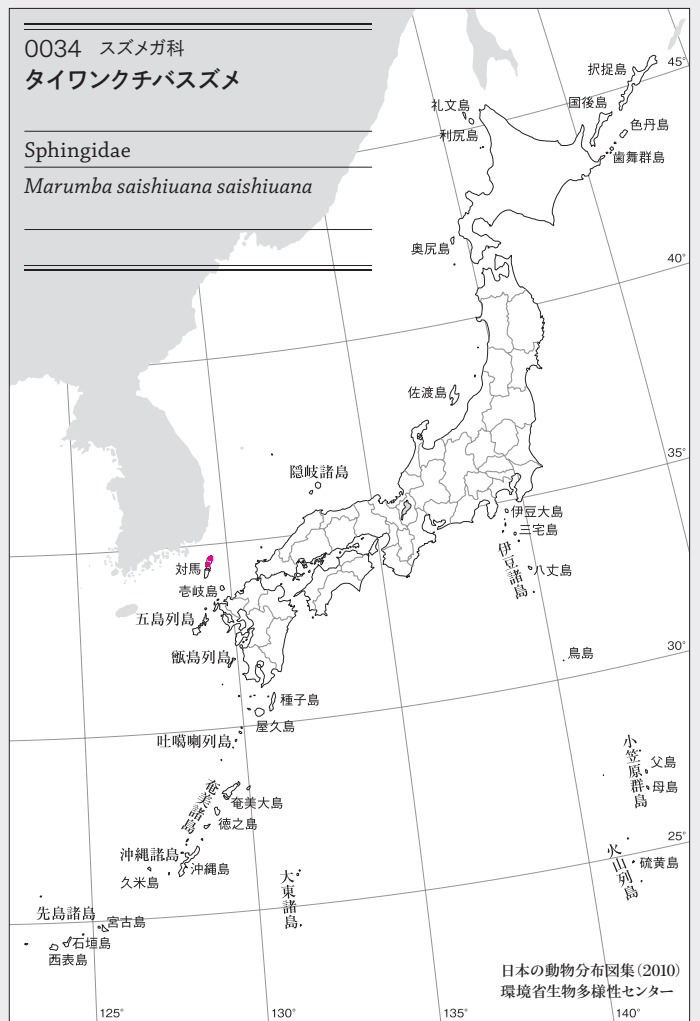 0034 スズメガ科
タイワンクチバスズメ
Sphingidae
Marumba saishiuana saishiuana
45°
択捉島
礼文島
国後島
利尻島
色丹島
歯舞群島
奥尻島
40°
佐渡島
35°
隠岐諸島
伊豆大島
三宅島
伊豆諸島
八丈島
対馬
壱岐島
五島列島
甑島列島
鳥島
30°
種子島
屋久島
吐噶喇列島
小笠原群島
父島
母島
奄美諸島
奄美大島
徳之島
25°
沖縄諸島
沖縄島
久米島
火山列島
硫黄島
大東諸島
先島諸島
宮古島
石垣島
西表島
日本の動物分布図集(2010)
環境省生物多様性センター
125°
130°
135°
140°